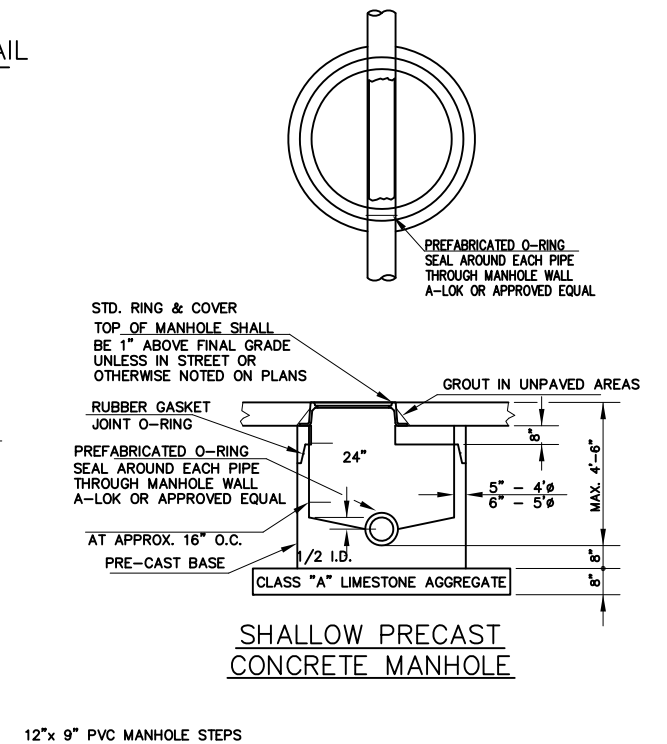 AIL
PREFABRICATED O-RING
SEAL AROUND EACH PIPE
THROUGH MANHOLE WALL
A-LOK OR APPROVED EQUAL
STD. RING & COVER
TOP OF MANHOLE SHALL
BE 1" ABOVE FINAL GRADE
UNLESS IN STREET OR
OTHERWISE NOTED ON PLANS
GROUT IN UNPAVED AREAS
RUBBER GASKET
JOINT O-RING
8"
PREFABRICATED O-RING
SEAL AROUND EACH PIPE
THROUGH MANHOLE WALL
A-LOK OR APPROVED EQUAL
24"
5" - 4'ø
6" - 5'ø
MAX. 4'-6"
AT APPROX. 16" O.C.
PRE-CAST BASE
1/2 I.D.
8"
8"
CLASS "A" LIMESTONE AGGREGATE
SHALLOW PRECAST
CONCRETE MANHOLE
12"x 9" PVC MANHOLE STEPS